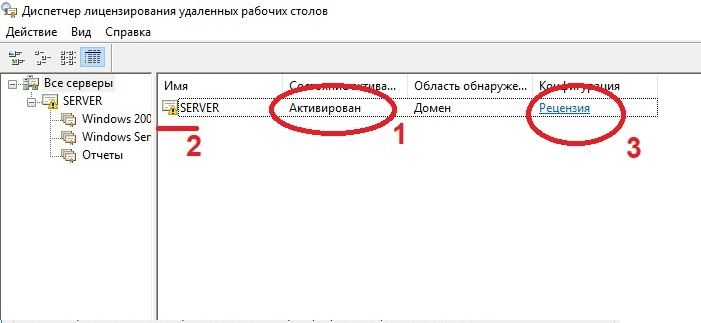 Диспетчер лицензирования удаленных рабочих столов
Действие Вид Справка
Все серверы
SERVER
Windows 200
Windows Ser
Отчеты
Имя Состояние актива... Область обнаруже... Конфигурация
SERVER Активирован Домен Рецензия
1
2
3